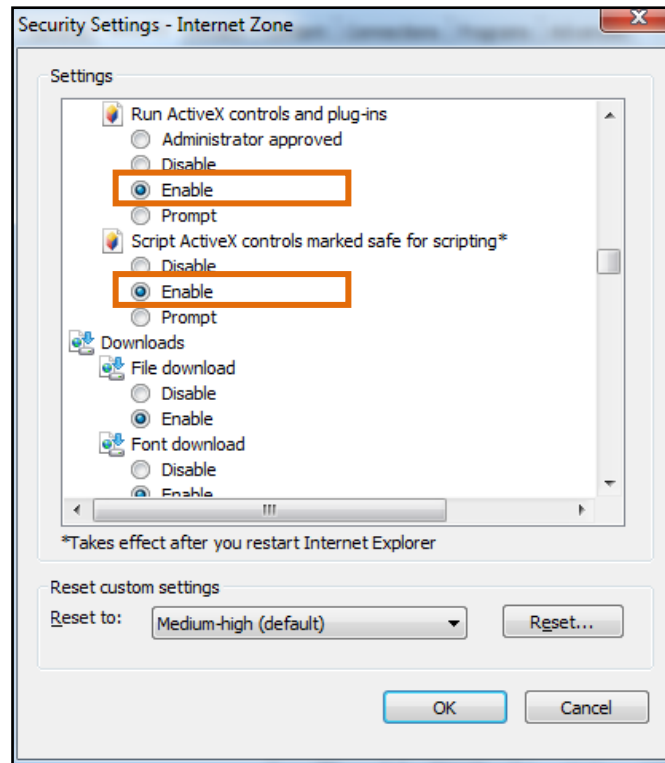 Security Settings - Internet Zone
Settings
Run ActiveX controls and plug-ins
Administrator approved
Disable
Enable
Prompt
Script ActiveX controls marked safe for scripting*
Disable
Enable
Prompt
Downloads
File download
Disable
Enable
Font download
Disable
Enable
*Takes effect after you restart Internet Explorer
Reset custom settings
Reset to: Medium-high (default) Reset...
OK Cancel